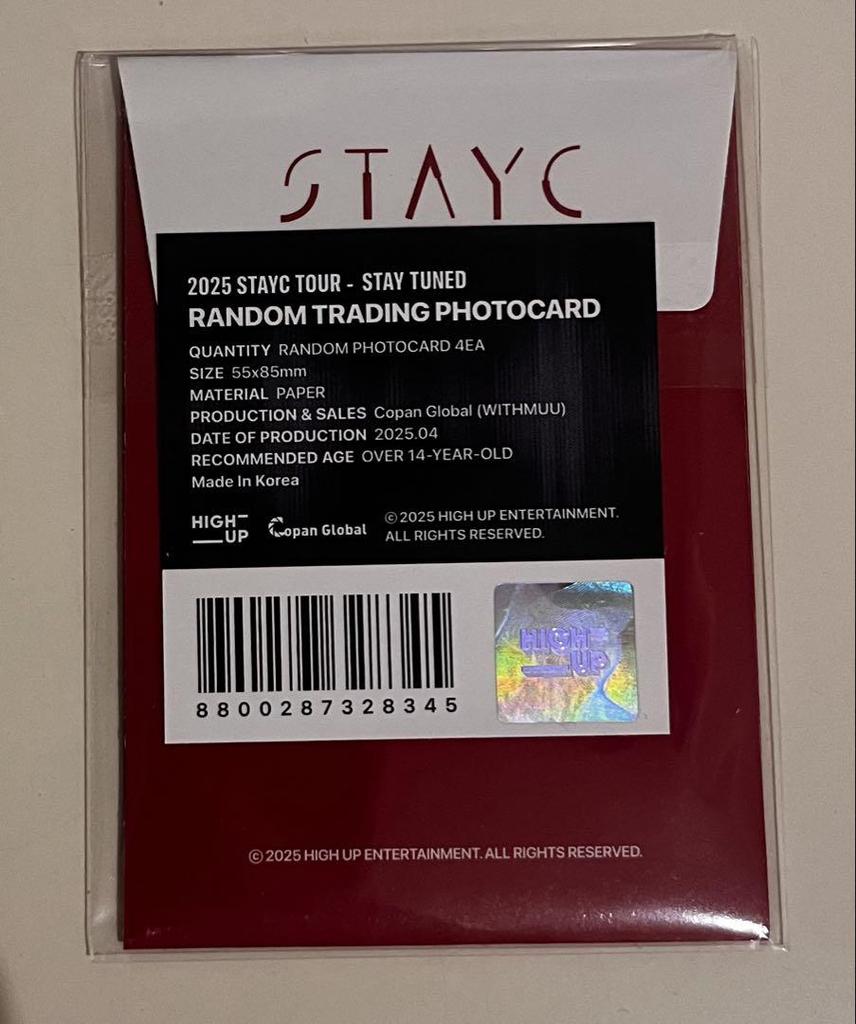 STAYC
2025 STAYC TOUR - STAY TUNED
RANDOM TRADING PHOTOCARD
QUANTITY RANDOM PHOTOCARD 4EA
SIZE 55x85mm
MATERIAL PAPER
PRODUCTION & SALES Copan Global (WITHMUU)
DATE OF PRODUCTION 2025.04
RECOMMENDED AGE OVER 14-YEAR-OLD
Made In Korea
HIGH
UP
Copan Global
©2025 HIGH UP ENTERTAINMENT.
ALL RIGHTS RESERVED.
8800287328345
HIGH
UP
©2025 HIGH UP ENTERTAINMENT. ALL RIGHTS RESERVED.